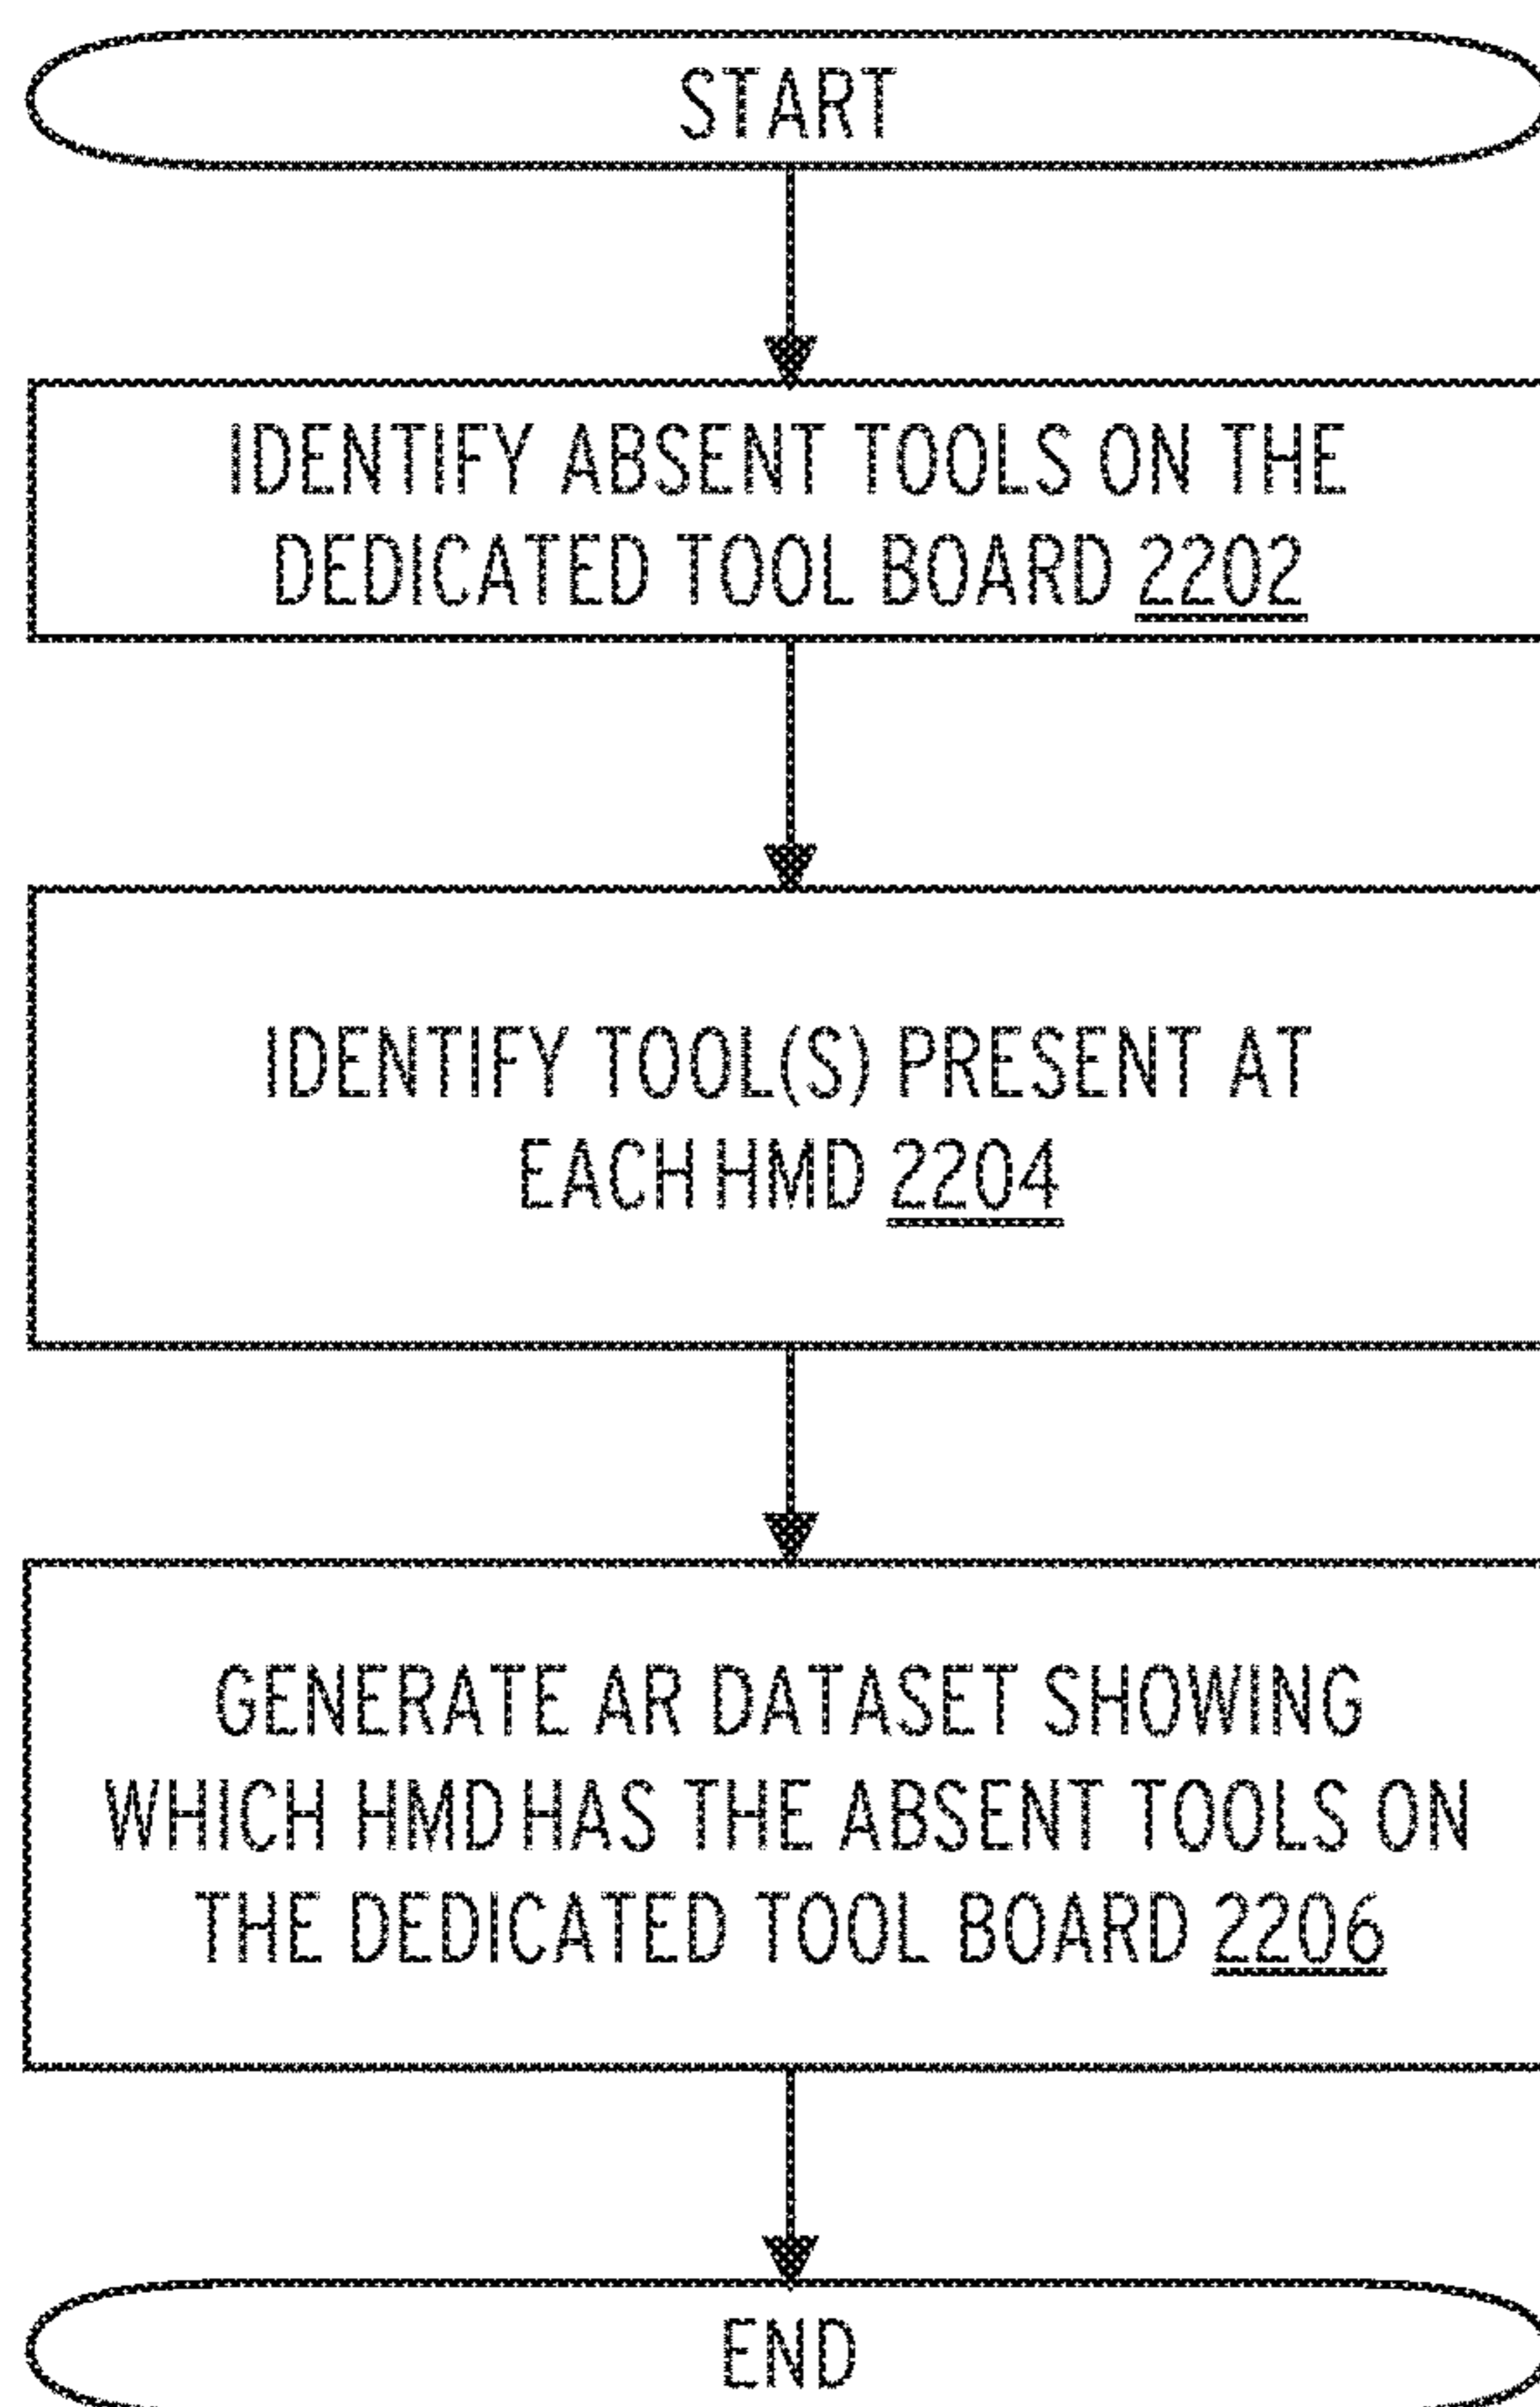 START
IDENTIFY ABSENT TOOLS ON THE
DEDICATED TOOL BOARD 2202
IDENTIFY TOOL(S) PRESENT AT
EACH HMD 2204
GENERATE AR DATASET SHOWING
WHICH HMD HAS THE ABSENT TOOLS ON
THE DEDICATED TOOL BOARD 2206
END